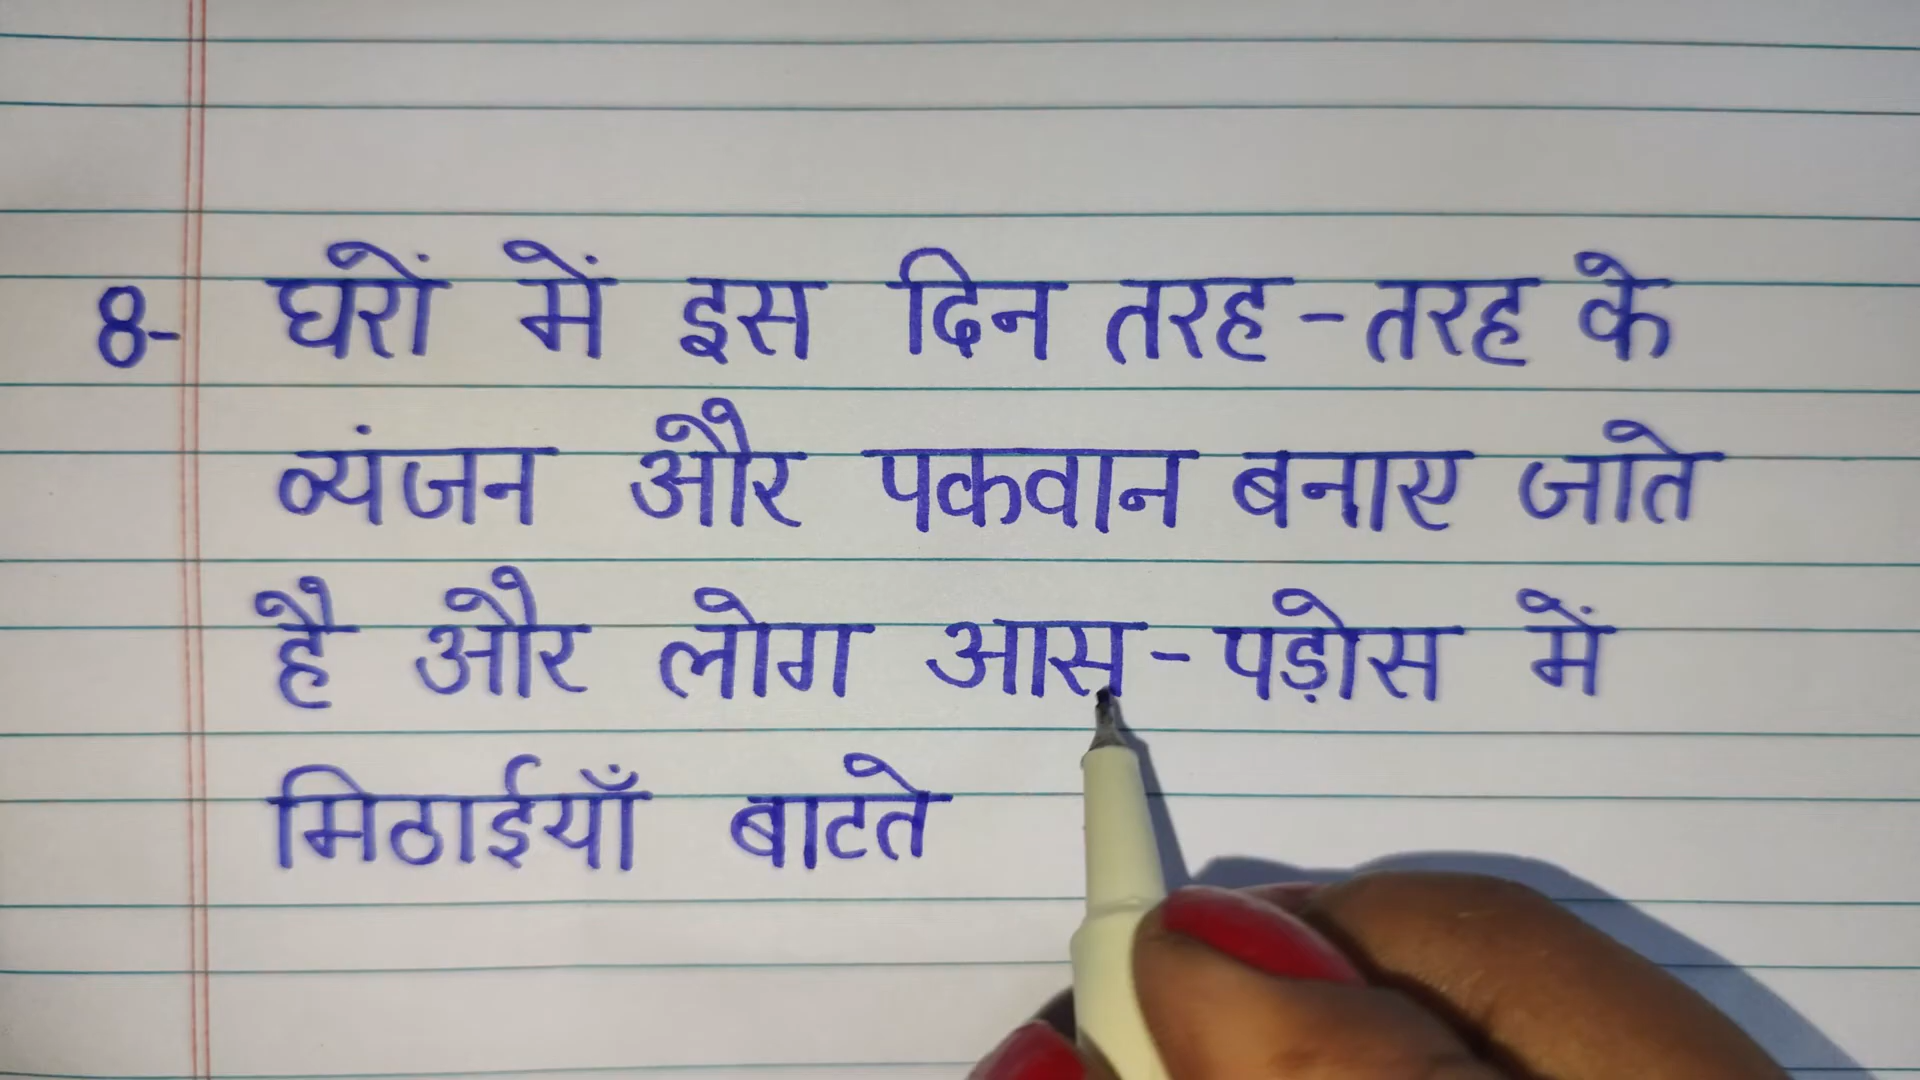 8- घरों में इस दिन तरह-तरह के
व्यंजन और पकवान बनाए जाते
है और लोग आस-पड़ोस में
मिठाईयाँ बाटते